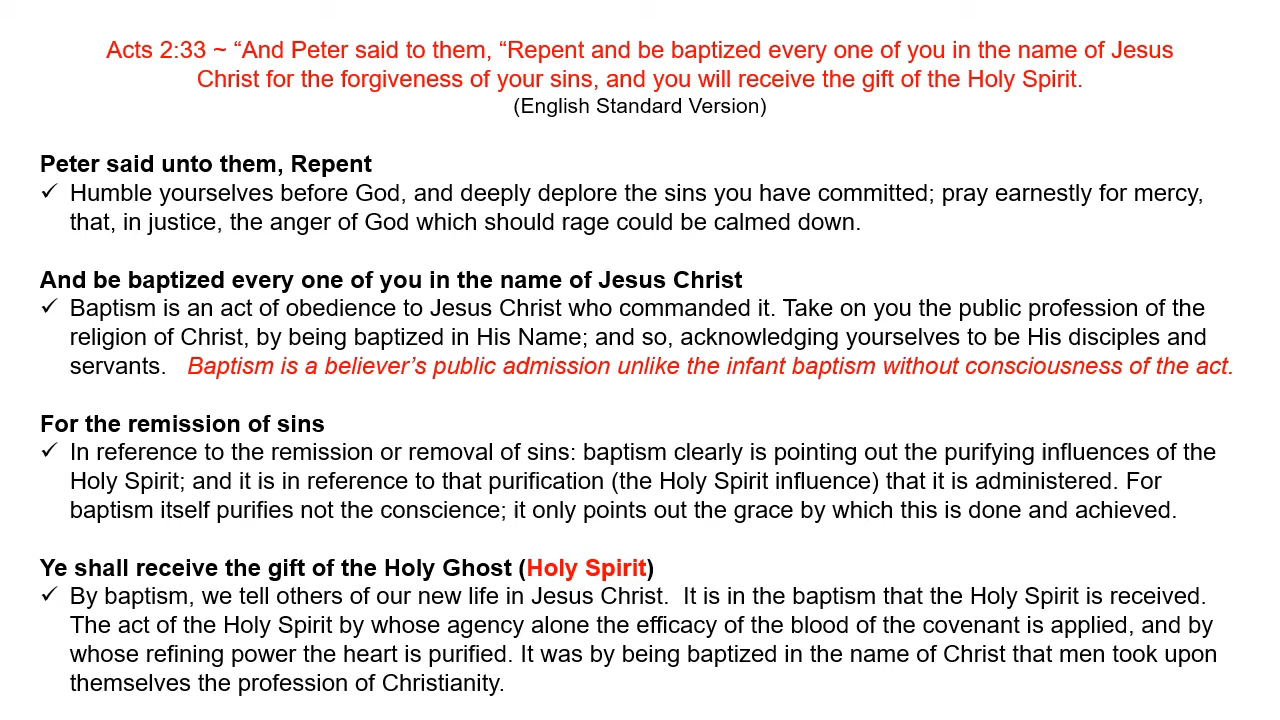 Acts 2:33 ~ “And Peter said to them, “Repent and be baptized every one of you in the name of Jesus
Christ for the forgiveness of your sins, and you will receive the gift of the Holy Spirit.
(English Standard Version)
Peter said unto them, Repent
✓ Humble yourselves before God, and deeply deplore the sins you have committed; pray earnestly for mercy,
that, in justice, the anger of God which should rage could be calmed down.
And be baptized every one of you in the name of Jesus Christ
✓ Baptism is an act of obedience to Jesus Christ who commanded it. Take on you the public profession of the
religion of Christ, by being baptized in His Name; and so, acknowledging yourselves to be His disciples and
servants. Baptism is a believer’s public admission unlike the infant baptism without consciousness of the act.
For the remission of sins
✓ In reference to the remission or removal of sins: baptism clearly is pointing out the purifying influences of the
Holy Spirit; and it is in reference to that purification (the Holy Spirit influence) that it is administered. For
baptism itself purifies not the conscience; it only points out the grace by which this is done and achieved.
Ye shall receive the gift of the Holy Ghost (Holy Spirit)
✓ By baptism, we tell others of our new life in Jesus Christ. It is in the baptism that the Holy Spirit is received.
The act of the Holy Spirit by whose agency alone the efficacy of the blood of the covenant is applied, and by
whose refining power the heart is purified. It was by being baptized in the name of Christ that men took upon
themselves the profession of Christianity.